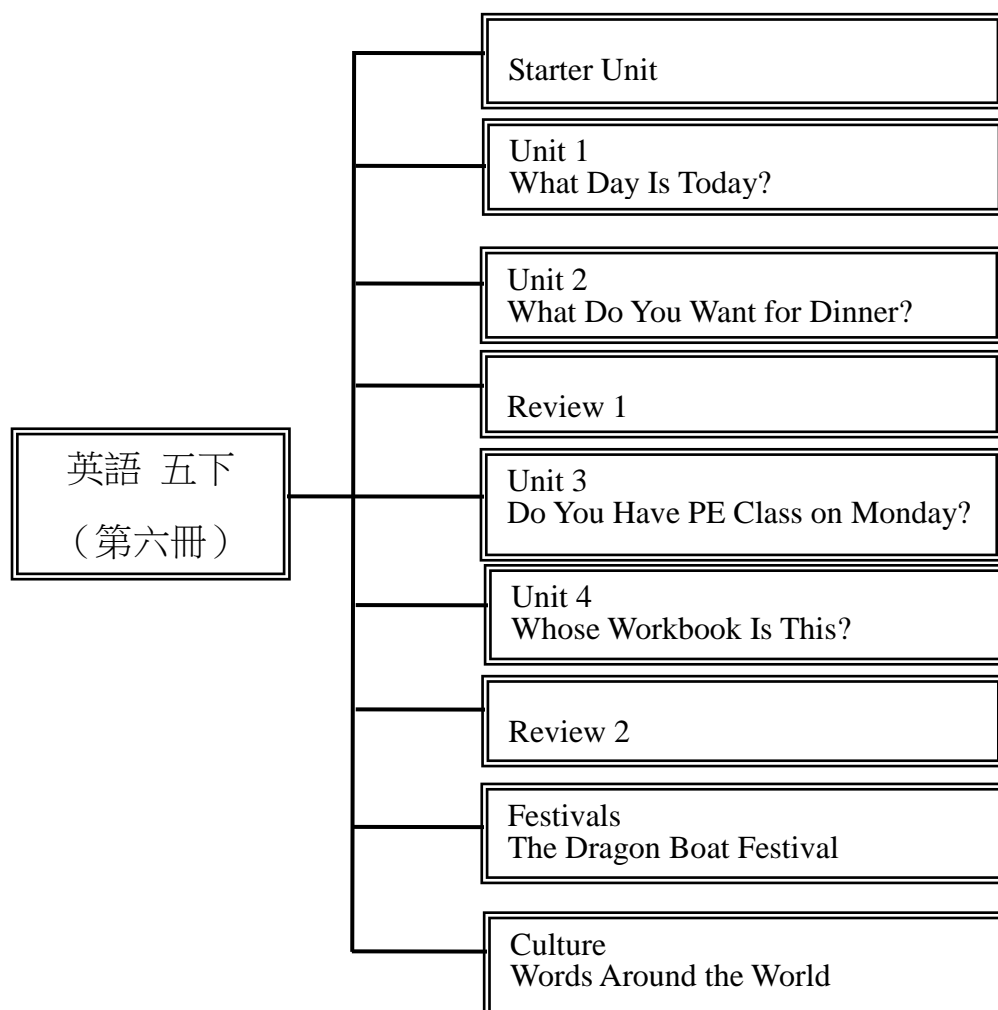 Starter Unit
Unit 1
What Day Is Today?
Unit 2
What Do You Want for Dinner?
Review 1
英語 五下
（第六冊）
Unit 3
Do You Have PE Class on Monday?
Unit 4
Whose Workbook Is This?
Review 2
Festivals
The Dragon Boat Festival
Culture
Words Around the World